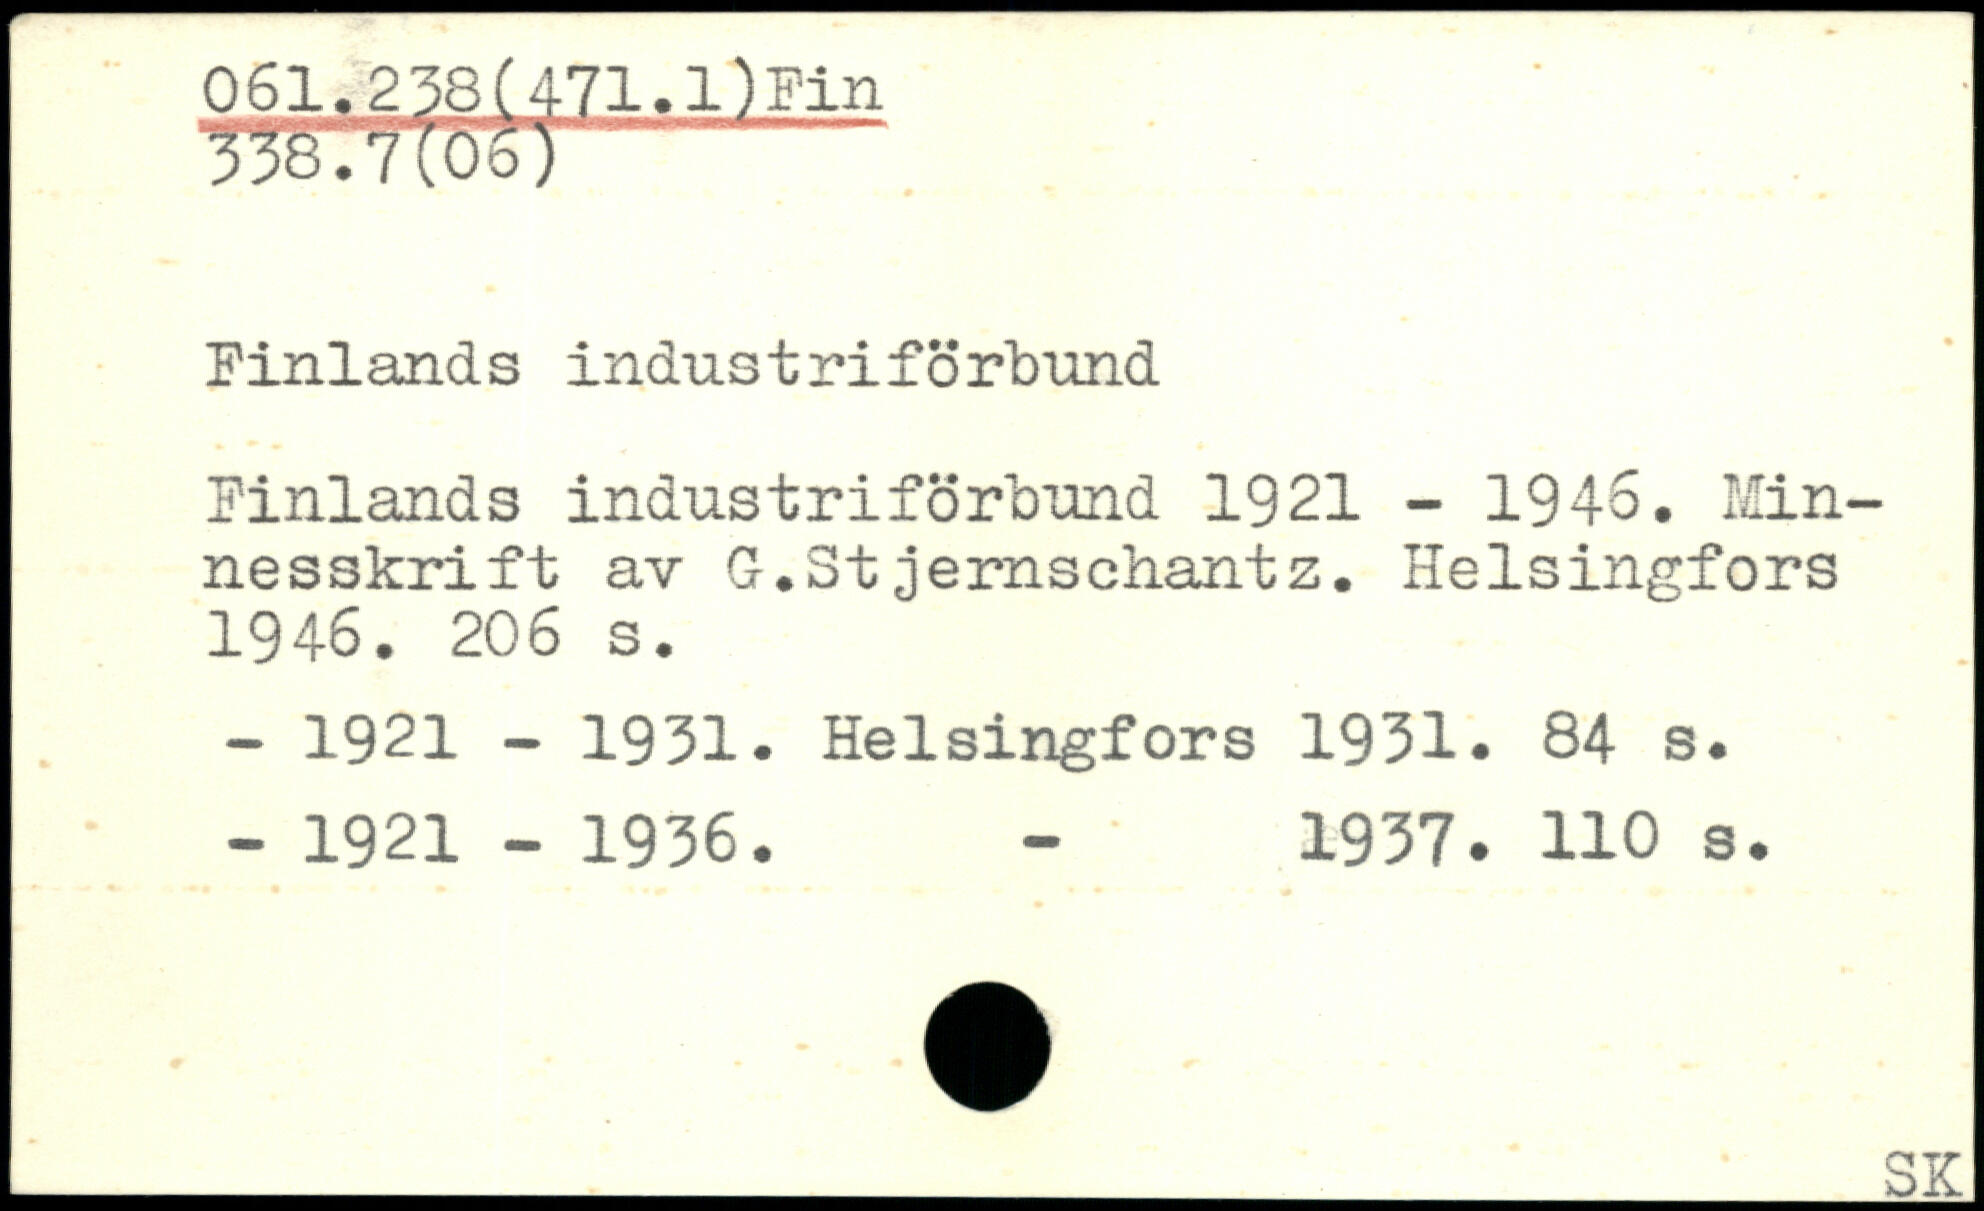 061.238(471.1)Fin
338.7(06)
Finlands industriförbund
Finlands industriförbund 1921 - 1946. Min-
nesskrift av G.Stjernschantz. Helsingfors
1946. 206 s.
- 1921 - 1931. Helsingfors 1931. 84 s.
- 1921 - 1936. - 1937. 110 s.
SK